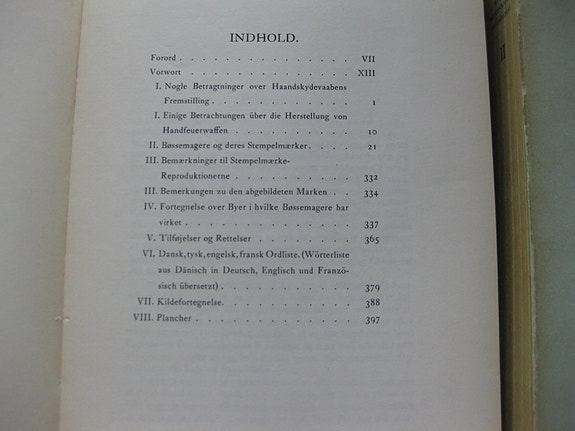 INDHOLD.
Forord . . . . . . . . . . . . . . . VII
Vorwort . . . . . . . . . . . . . . XIII
I. Nogle Betragtninger over Haandskydevaabens
Fremstilling . . . . . . . . . . . . 1
I. Einige Betrachtungen über die Herstellung von
Handfeuerwaffen . . . . . . . . . . 10
II. Bøssemagere og deres Stempelmærker . . . . 21
III. Bemærkninger til Stempelmærke-
Reproduktionerne . . . . . . . . . . 332
III. Bemerkungen zu den abgebildeten Marken . . 334
IV. Fortegnelse over Byer i hvilke Bøssemagere har
virket . . . . . . . . . . . . . . 337
V. Tilføjelser og Rettelser . . . . . . . . 365
VI. Dansk, tysk, engelsk, fransk Ordliste. (Wörterliste
aus Dänisch in Deutsch, Englisch und Franzö-
sisch übersetzt) . . . . . . . . . . . 379
VII. Kildefortegnelse. . . . . . . . . . . 388
VIII. Plancher . . . . . . . . . . . . . 397
II